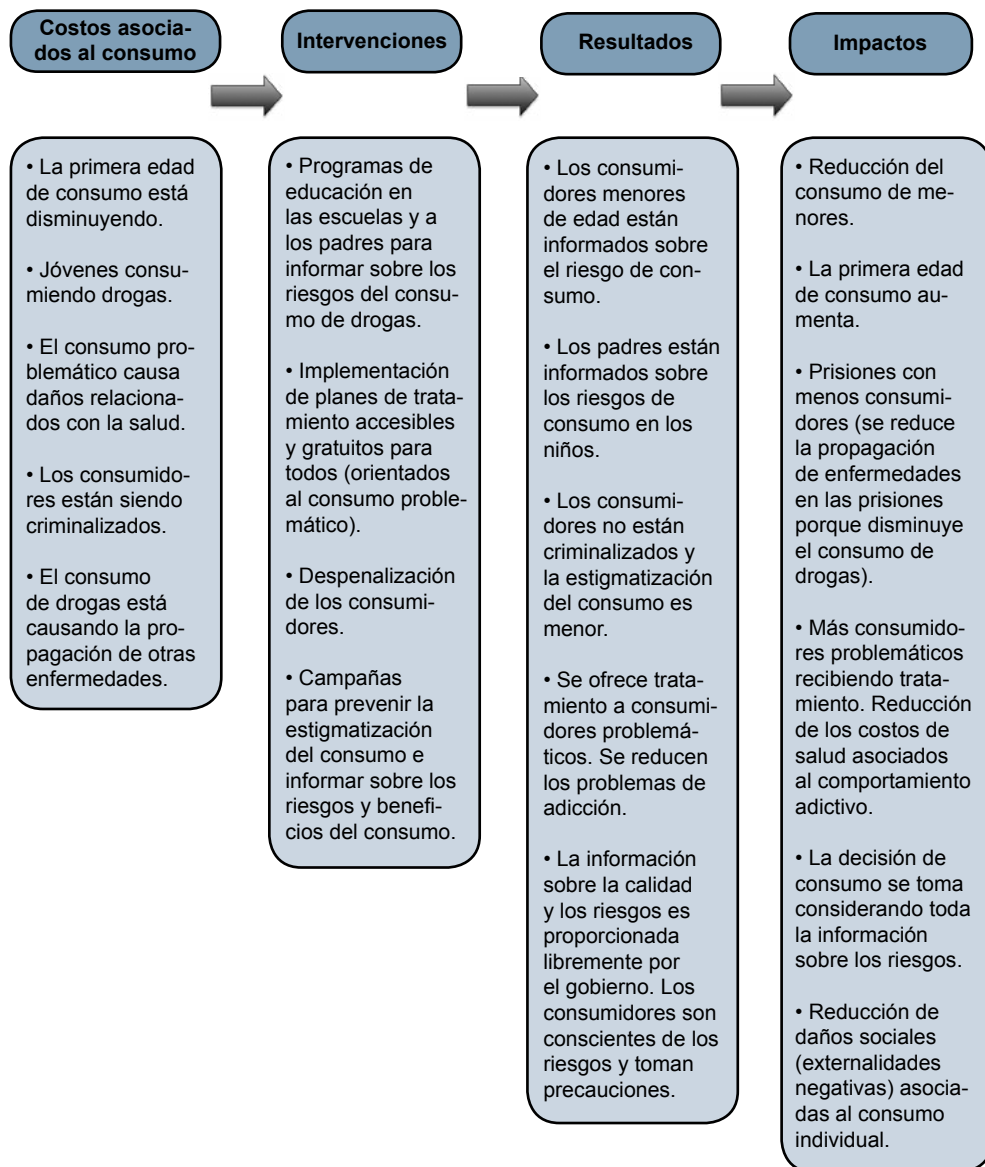 Costos asocia-
dos al consumo
Intervenciones
Resultados
Impactos
• La primera edad
de consumo está
disminuyendo.
• Jóvenes consu-
miendo drogas.
• El consumo pro-
blemático causa
daños relaciona-
dos con la salud.
• Los consumido-
res están siendo
criminalizados.
• El consumo
de drogas está
causando la pro-
pagación de otras
enfermedades.
• Programas de
educación en
las escuelas y a
los padres para
informar sobre los
riesgos del consu-
mo de drogas.
• Implementación
de planes de trata-
miento accesibles
y gratuitos para
todos (orientados
al consumo proble-
mático).
• Despenalización
de los consumi-
dores.
• Campañas
para prevenir la
estigmatización
del consumo e
informar sobre los
riesgos y benefi-
cios del consumo.
• Los consumi-
dores menores
de edad están
informados sobre
el riesgo de con-
sumo.
• Los padres están
informados sobre
los riesgos de
consumo en los
niños.
• Los consumi-
dores no están
criminalizados y
la estigmatización
del consumo es
menor.
• Se ofrece trata-
miento a consumi-
dores problemá-
ticos. Se reducen
los problemas de
adicción.
• La información
sobre la calidad
y los riesgos es
proporcionada
libremente por
el gobierno. Los
consumidores son
conscientes de los
riesgos y toman
precauciones.
• Reducción del
consumo de me-
nores.
• La primera edad
de consumo au-
menta.
• Prisiones con
menos consumi-
dores (se reduce
la propagación
de enfermedades
en las prisiones
porque disminuye
el consumo de
drogas).
• Más consumido-
res problemáticos
recibiendo trata-
miento. Reducción
de los costos de
salud asociados
al comportamiento
adictivo.
• La decisión de
consumo se toma
considerando toda
la información
sobre los riesgos.
• Reducción de
daños sociales
(externalidades
negativas) asocia-
das al consumo
individual.